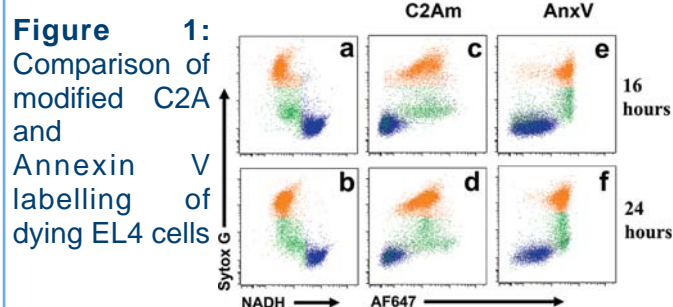 Figure 1:
Comparison of
modified C2A
and
Annexin V
labelling of
dying EL4 cells
C2Am AnxV
a c e
16
hours
b d f
24
hours
Sytox G
NADH AF647